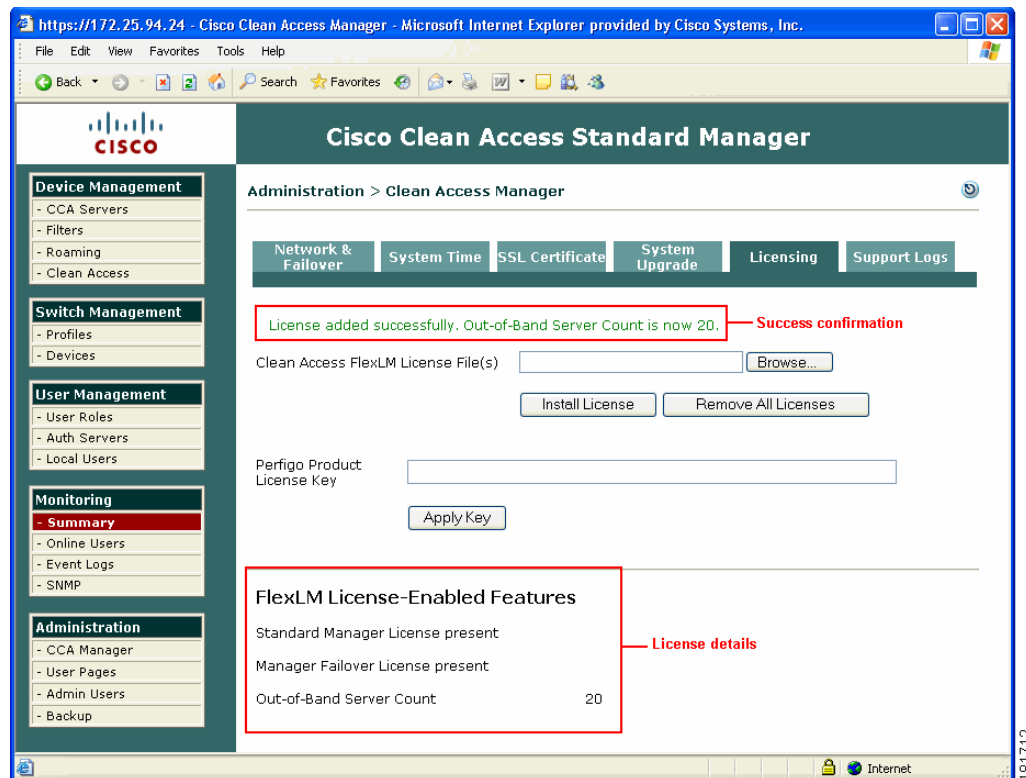 https://172.25.94.24 - Cisco Clean Access Manager - Microsoft Internet Explorer provided by Cisco Systems, Inc.
File Edit View Favorites Tools Help
Back Search Favorites
CISCO
Cisco Clean Access Standard Manager
Device Management
- CCA Servers
- Filters
- Roaming
- Clean Access
Switch Management
- Profiles
- Devices
User Management
- User Roles
- Auth Servers
- Local Users
Monitoring
- Summary
- Online Users
- Event Logs
- SNMP
Administration
- CCA Manager
- User Pages
- Admin Users
- Backup
Administration > Clean Access Manager
Network & Failover
System Time
SSL Certificate
System Upgrade
Licensing
Support Logs
License added successfully. Out-of-Band Server Count is now 20.
Success confirmation
Clean Access FlexLM License File(s)
Browse...
Install License
Remove All Licenses
Perfigo Product
License Key
Apply Key
FlexLM License-Enabled Features
Standard Manager License present
Manager Failover License present
Out-of-Band Server Count 20
License details
Internet
191712